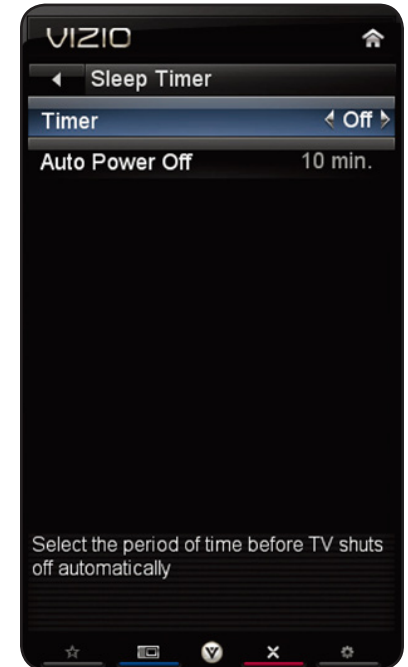 VIZIO
Sleep Timer
Timer Off
Auto Power Off 10 min.
Select the period of time before TV shuts
off automatically